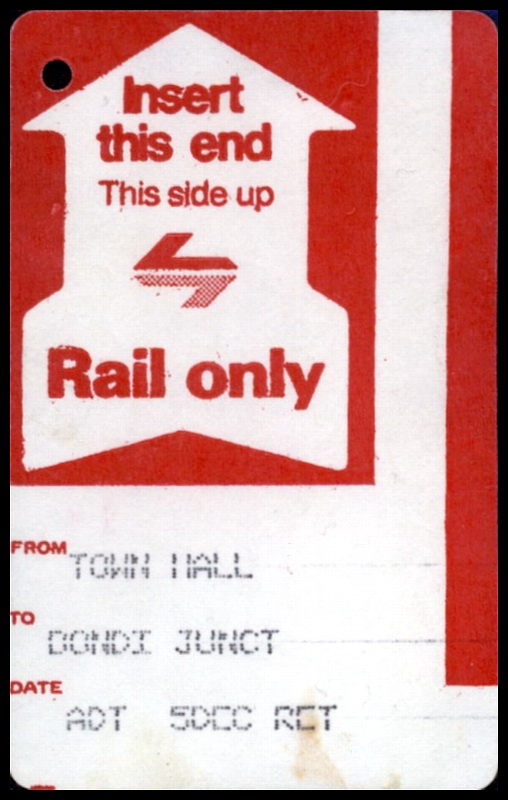 Insert
this end
This side up
Rail only
FROM TOWN HALL
TO BONDI JUNCT
DATE
ADT 5DEC RET